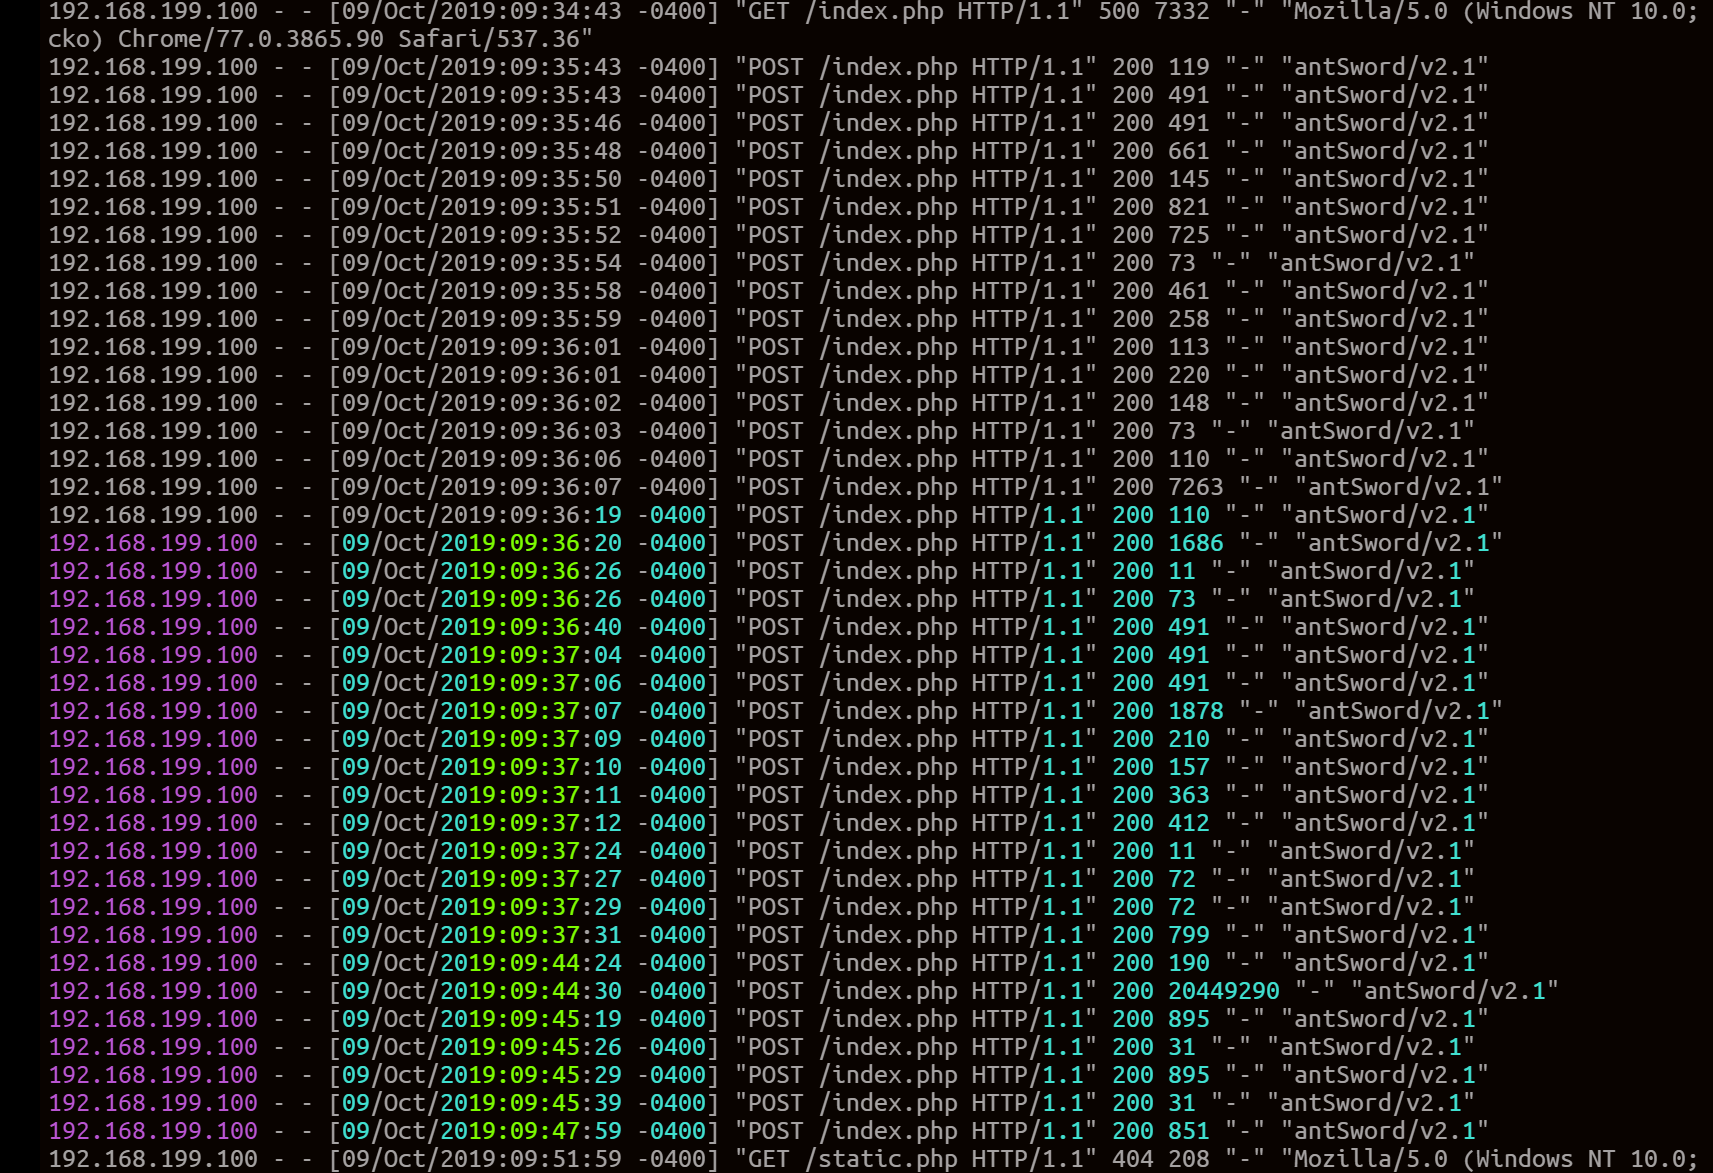 192.168.199.100 - - [09/Oct/2019:09:34:43 -0400] "GET /index.php HTTP/1.1" 500 7332 "-" "Mozilla/5.0 (Windows NT 10.0;
cko) Chrome/77.0.3865.90 Safari/537.36"
192.168.199.100 - - [09/Oct/2019:09:35:43 -0400] "POST /index.php HTTP/1.1" 200 119 "-" "antSword/v2.1"
192.168.199.100 - - [09/Oct/2019:09:35:43 -0400] "POST /index.php HTTP/1.1" 200 491 "-" "antSword/v2.1"
192.168.199.100 - - [09/Oct/2019:09:35:46 -0400] "POST /index.php HTTP/1.1" 200 491 "-" "antSword/v2.1"
192.168.199.100 - - [09/Oct/2019:09:35:48 -0400] "POST /index.php HTTP/1.1" 200 661 "-" "antSword/v2.1"
192.168.199.100 - - [09/Oct/2019:09:35:50 -0400] "POST /index.php HTTP/1.1" 200 145 "-" "antSword/v2.1"
192.168.199.100 - - [09/Oct/2019:09:35:51 -0400] "POST /index.php HTTP/1.1" 200 821 "-" "antSword/v2.1"
192.168.199.100 - - [09/Oct/2019:09:35:52 -0400] "POST /index.php HTTP/1.1" 200 725 "-" "antSword/v2.1"
192.168.199.100 - - [09/Oct/2019:09:35:54 -0400] "POST /index.php HTTP/1.1" 200 73 "-" "antSword/v2.1"
192.168.199.100 - - [09/Oct/2019:09:35:58 -0400] "POST /index.php HTTP/1.1" 200 461 "-" "antSword/v2.1"
192.168.199.100 - - [09/Oct/2019:09:35:59 -0400] "POST /index.php HTTP/1.1" 200 258 "-" "antSword/v2.1"
192.168.199.100 - - [09/Oct/2019:09:36:01 -0400] "POST /index.php HTTP/1.1" 200 113 "-" "antSword/v2.1"
192.168.199.100 - - [09/Oct/2019:09:36:01 -0400] "POST /index.php HTTP/1.1" 200 220 "-" "antSword/v2.1"
192.168.199.100 - - [09/Oct/2019:09:36:02 -0400] "POST /index.php HTTP/1.1" 200 148 "-" "antSword/v2.1"
192.168.199.100 - - [09/Oct/2019:09:36:03 -0400] "POST /index.php HTTP/1.1" 200 73 "-" "antSword/v2.1"
192.168.199.100 - - [09/Oct/2019:09:36:06 -0400] "POST /index.php HTTP/1.1" 200 110 "-" "antSword/v2.1"
192.168.199.100 - - [09/Oct/2019:09:36:07 -0400] "POST /index.php HTTP/1.1" 200 7263 "-" "antSword/v2.1"
192.168.199.100 - - [09/Oct/2019:09:36:19 -0400] "POST /index.php HTTP/1.1" 200 110 "-" "antSword/v2.1"
192.168.199.100 - - [09/Oct/2019:09:36:20 -0400] "POST /index.php HTTP/1.1" 200 1686 "-" "antSword/v2.1"
192.168.199.100 - - [09/Oct/2019:09:36:26 -0400] "POST /index.php HTTP/1.1" 200 11 "-" "antSword/v2.1"
192.168.199.100 - - [09/Oct/2019:09:36:26 -0400] "POST /index.php HTTP/1.1" 200 73 "-" "antSword/v2.1"
192.168.199.100 - - [09/Oct/2019:09:36:40 -0400] "POST /index.php HTTP/1.1" 200 491 "-" "antSword/v2.1"
192.168.199.100 - - [09/Oct/2019:09:37:04 -0400] "POST /index.php HTTP/1.1" 200 491 "-" "antSword/v2.1"
192.168.199.100 - - [09/Oct/2019:09:37:06 -0400] "POST /index.php HTTP/1.1" 200 491 "-" "antSword/v2.1"
192.168.199.100 - - [09/Oct/2019:09:37:07 -0400] "POST /index.php HTTP/1.1" 200 1878 "-" "antSword/v2.1"
192.168.199.100 - - [09/Oct/2019:09:37:09 -0400] "POST /index.php HTTP/1.1" 200 210 "-" "antSword/v2.1"
192.168.199.100 - - [09/Oct/2019:09:37:10 -0400] "POST /index.php HTTP/1.1" 200 157 "-" "antSword/v2.1"
192.168.199.100 - - [09/Oct/2019:09:37:11 -0400] "POST /index.php HTTP/1.1" 200 363 "-" "antSword/v2.1"
192.168.199.100 - - [09/Oct/2019:09:37:12 -0400] "POST /index.php HTTP/1.1" 200 412 "-" "antSword/v2.1"
192.168.199.100 - - [09/Oct/2019:09:37:24 -0400] "POST /index.php HTTP/1.1" 200 11 "-" "antSword/v2.1"
192.168.199.100 - - [09/Oct/2019:09:37:27 -0400] "POST /index.php HTTP/1.1" 200 72 "-" "antSword/v2.1"
192.168.199.100 - - [09/Oct/2019:09:37:29 -0400] "POST /index.php HTTP/1.1" 200 72 "-" "antSword/v2.1"
192.168.199.100 - - [09/Oct/2019:09:37:31 -0400] "POST /index.php HTTP/1.1" 200 799 "-" "antSword/v2.1"
192.168.199.100 - - [09/Oct/2019:09:44:24 -0400] "POST /index.php HTTP/1.1" 200 190 "-" "antSword/v2.1"
192.168.199.100 - - [09/Oct/2019:09:44:30 -0400] "POST /index.php HTTP/1.1" 200 20449290 "-" "antSword/v2.1"
192.168.199.100 - - [09/Oct/2019:09:45:19 -0400] "POST /index.php HTTP/1.1" 200 895 "-" "antSword/v2.1"
192.168.199.100 - - [09/Oct/2019:09:45:26 -0400] "POST /index.php HTTP/1.1" 200 31 "-" "antSword/v2.1"
192.168.199.100 - - [09/Oct/2019:09:45:29 -0400] "POST /index.php HTTP/1.1" 200 895 "-" "antSword/v2.1"
192.168.199.100 - - [09/Oct/2019:09:45:39 -0400] "POST /index.php HTTP/1.1" 200 31 "-" "antSword/v2.1"
192.168.199.100 - - [09/Oct/2019:09:47:59 -0400] "POST /index.php HTTP/1.1" 200 851 "-" "antSword/v2.1"
192.168.199.100 - - [09/Oct/2019:09:51:59 -0400] "GET /static.php HTTP/1.1" 404 208 "-" "Mozilla/5.0 (Windows NT 10.0;